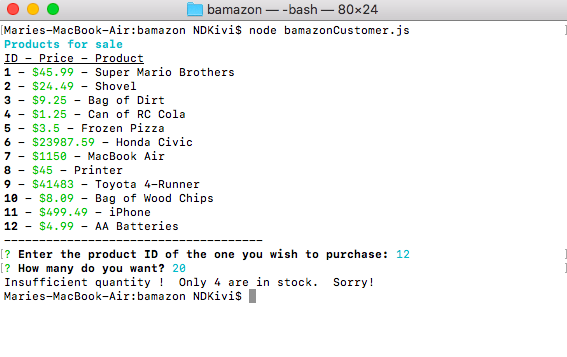 bamazon — -bash — 80×24
[Maries-MacBook-Air:bamazon NDKivi$ node bamazonCustomer.js ]
Products for sale
ID - Price - Product
1 - $45.99 - Super Mario Brothers
2 - $24.49 - Shovel
3 - $9.25 - Bag of Dirt
4 - $1.25 - Can of RC Cola
5 - $3.5 - Frozen Pizza
6 - $23987.59 - Honda Civic
7 - $1150 - MacBook Air
8 - $45 - Printer
9 - $41483 - Toyota 4-Runner
10 - $8.09 - Bag of Wood Chips
11 - $499.49 - iPhone
12 - $4.99 - AA Batteries
-------------------------------------
[? Enter the product ID of the one you wish to purchase: 12 ]
[? How many do you want? 20 ]
Insufficient quantity !  Only 4 are in stock.  Sorry!
Maries-MacBook-Air:bamazon NDKivi$